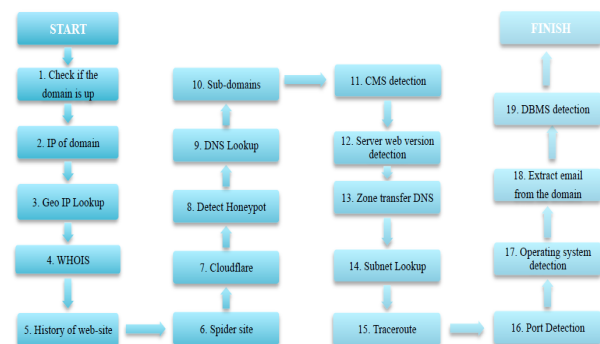 START
1. Check if the
domain is up
2. IP of domain
3. Geo IP Lookup
4. WHOIS
5. History of web-site
6. Spider site
7. Cloudflare
8. Detect Honeypot
9. DNS Lookup
10. Sub-domains
11. CMS detection
12. Server web version
detection
13. Zone transfer DNS
14. Subnet Lookup
15. Traceroute
16. Port Detection
17. Operating system
detection
18. Extract email
from the domain
19. DBMS detection
FINISH